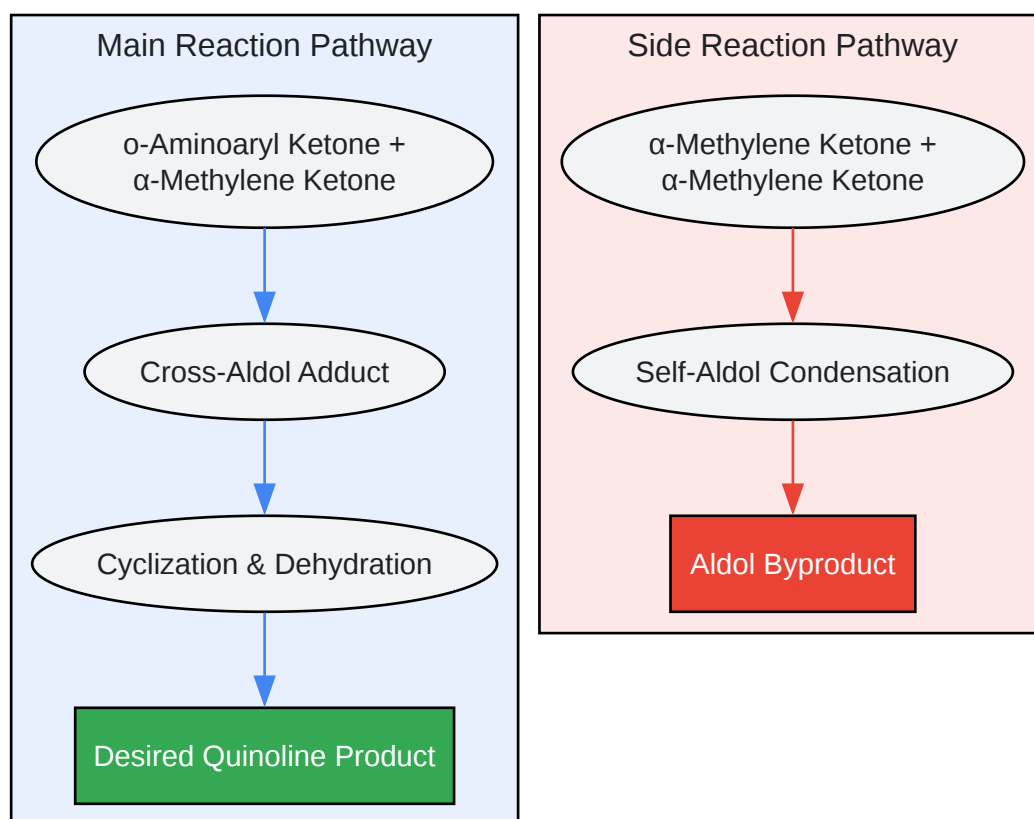 Main Reaction Pathway
o-Aminoaryl Ketone +
α-Methylene Ketone
Cross-Aldol Adduct
Cyclization & Dehydration
Desired Quinoline Product
Side Reaction Pathway
α-Methylene Ketone +
α-Methylene Ketone
Self-Aldol Condensation
Aldol Byproduct